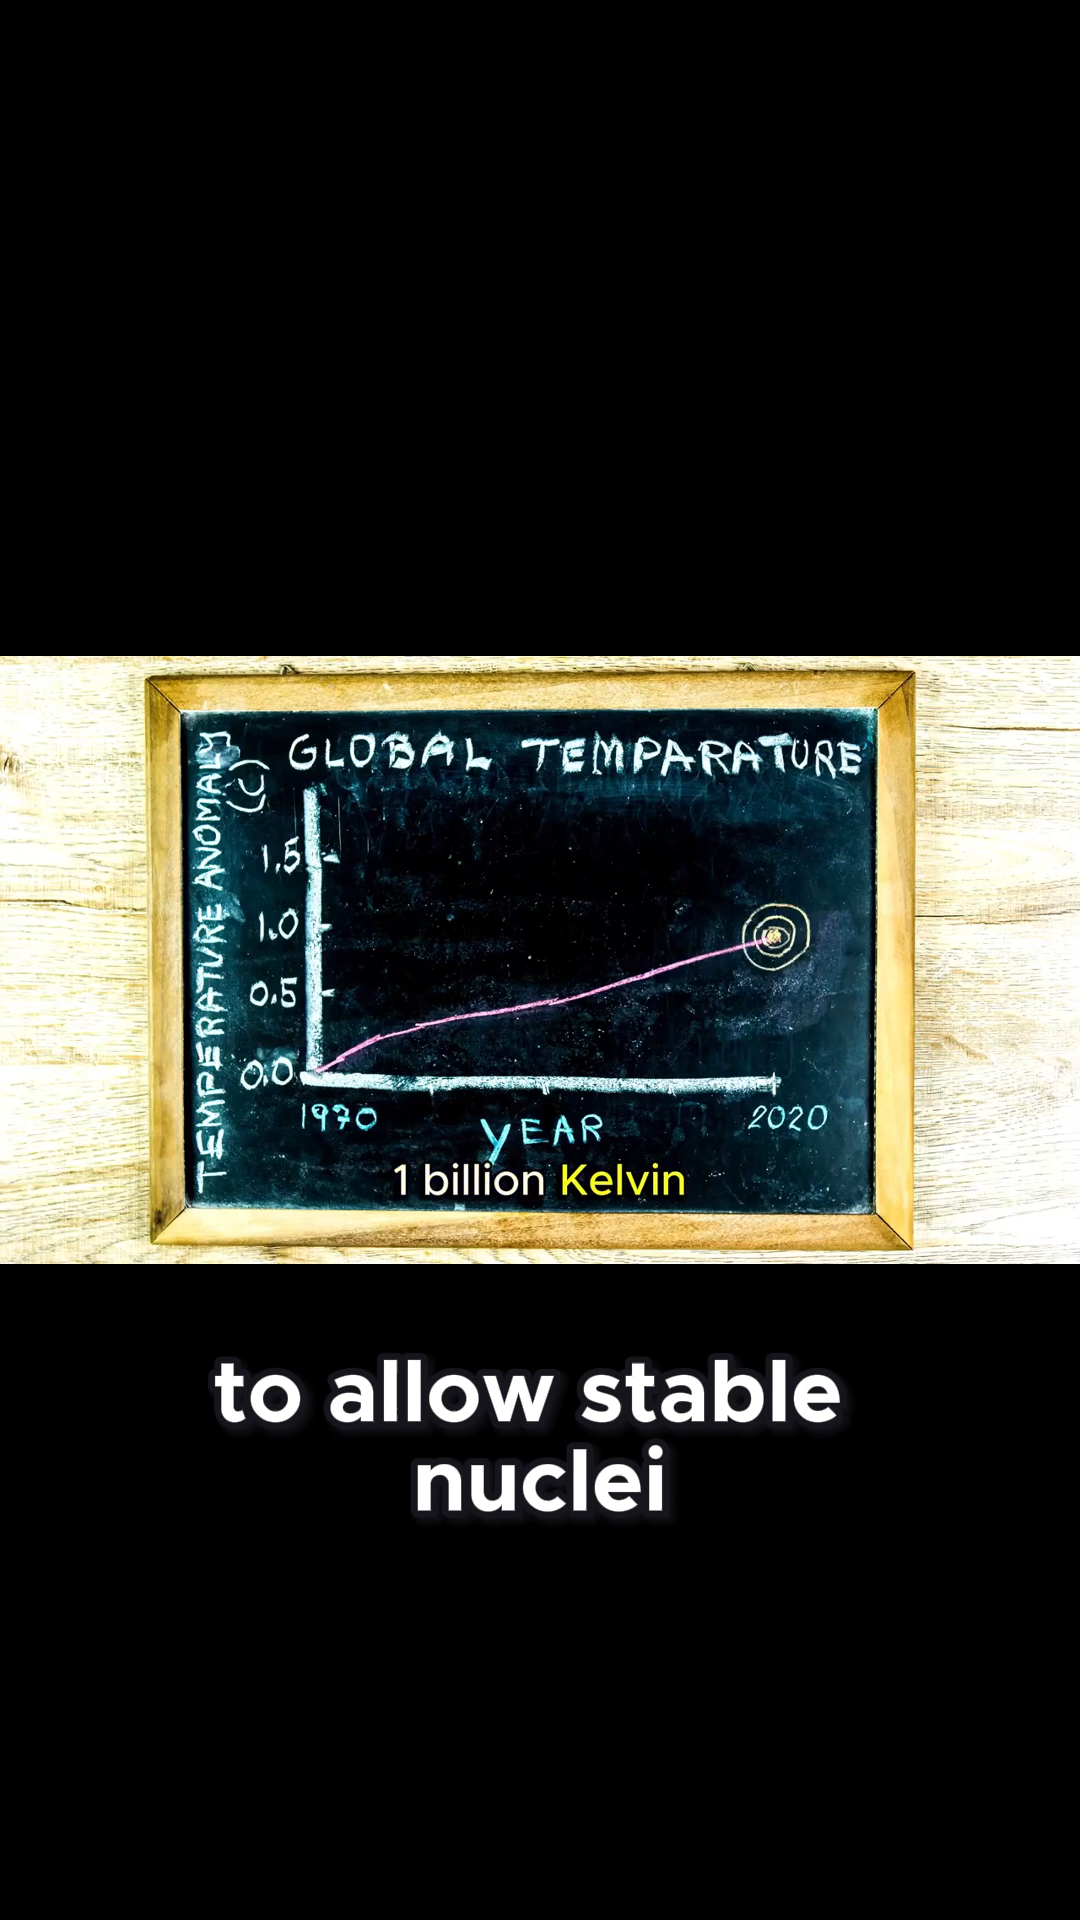 GLOBAL TEMPARATURE
TEMPERATURE ANOMALY
(C)
1.5
1.0
0.5
0.0
1970
2020
YEAR
1 billion Kelvin
to allow stable
nuclei